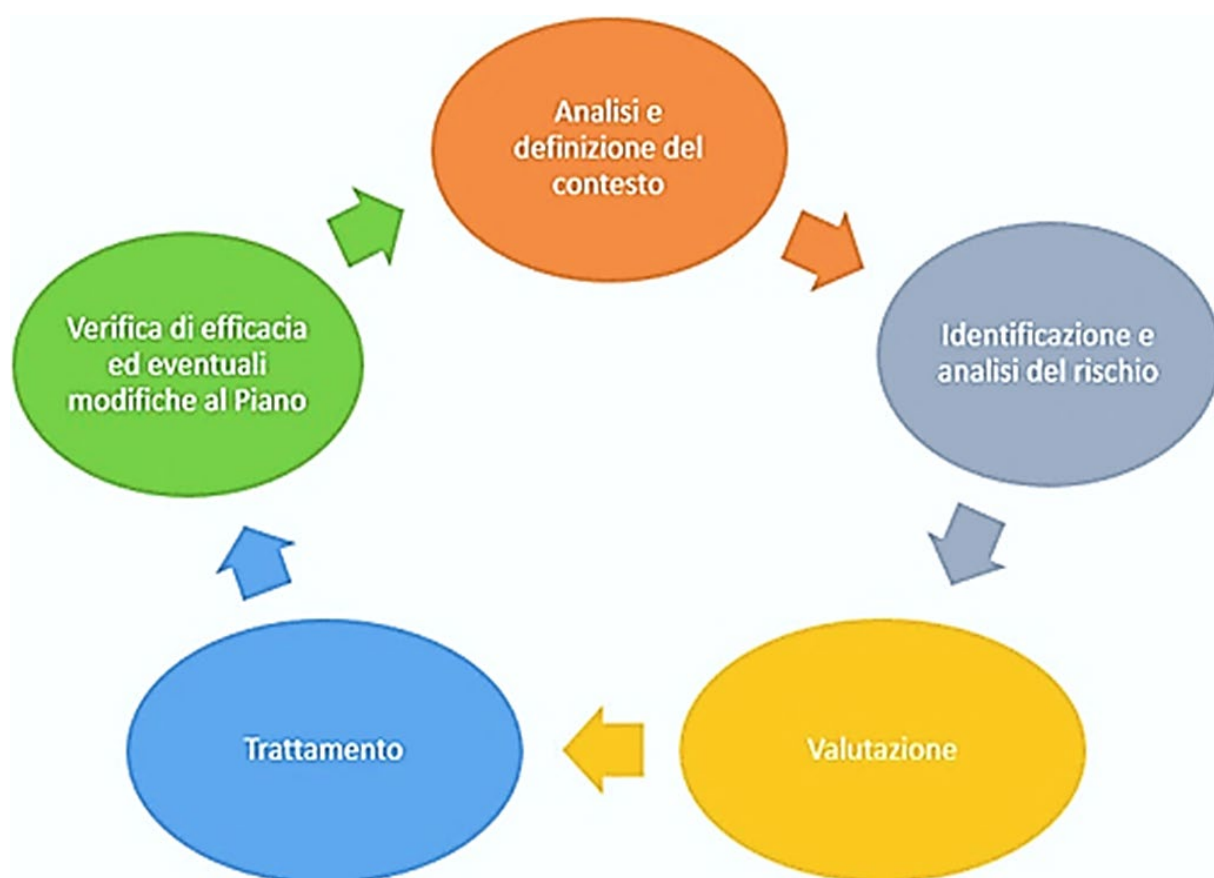 Analisi e
definizione del
contesto
Identificazione e
analisi del rischio
Valutazione
Trattamento
Verifica di efficacia
ed eventuali
modifiche al Piano